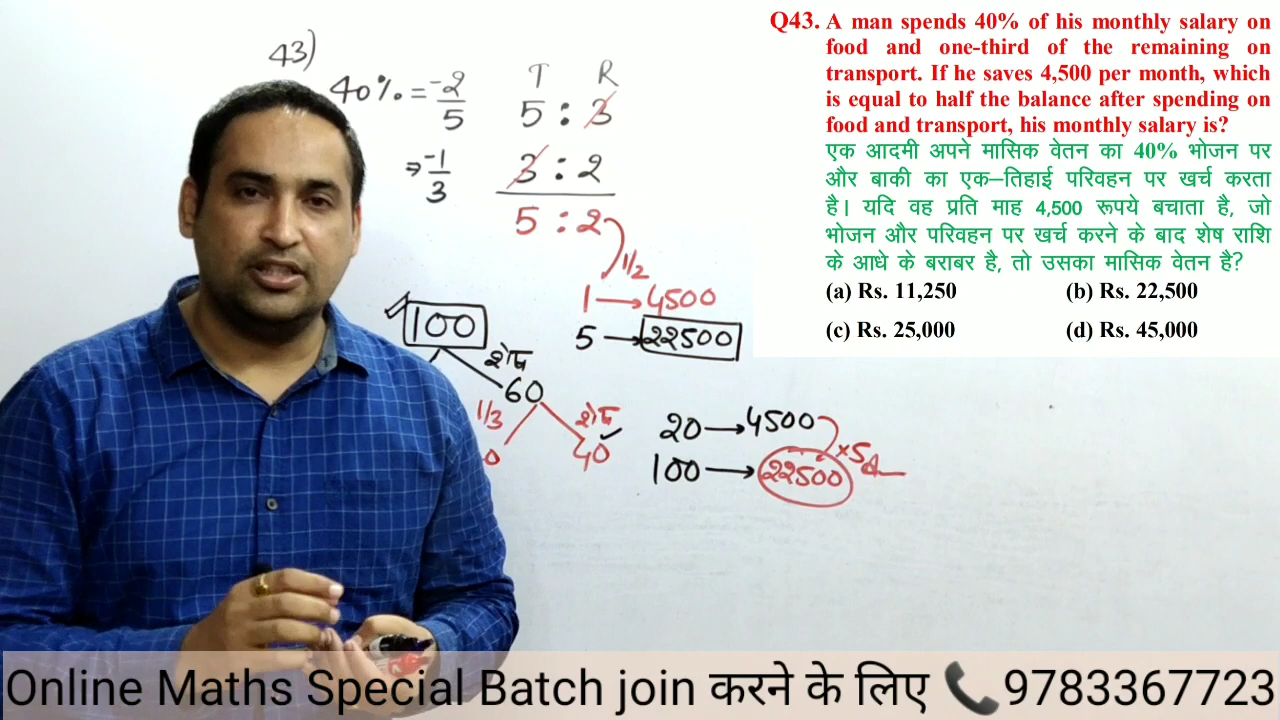 Q43. A man spends 40% of his monthly salary on
food and one-third of the remaining on
transport. If he saves 4,500 per month, which
is equal to half the balance after spending on
food and transport, his monthly salary is?
एक आदमी अपने मासिक वेतन का 40% भोजन पर
और बाकी का एक–तिहाई परिवहन पर खर्च करता
है। यदि वह प्रति माह 4,500 रूपये बचाता है, जो
भोजन और परिवहन पर खर्च करने के बाद शेष राशि
के आधे के बराबर है, तो उसका मासिक वेतन है?
(a) Rs. 11,250 (b) Rs. 22,500
(c) Rs. 25,000 (d) Rs. 45,000
43)
T R
40% = -2/5 5 : 3
⇒ -1/3 3 : 2
5 : 2
1/2
1 → 4500
5 → 22500
100
शेष
60
1/3 शेष
0 40
20 → 4500
×5
100 → 22500
Online Maths Special Batch join करने के लिए 📞9783367723